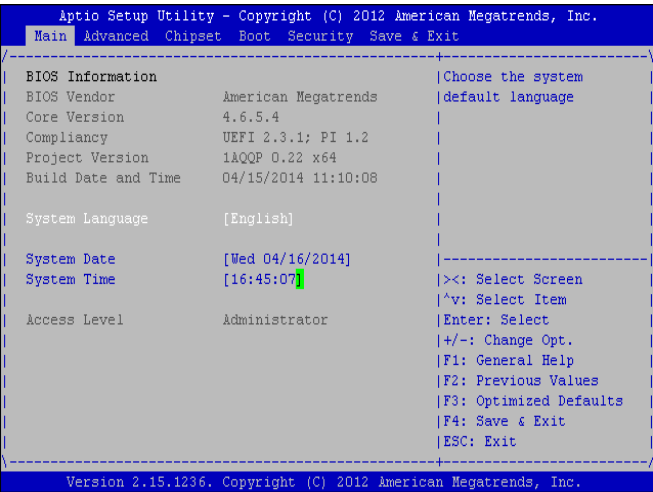 Aptio Setup Utility - Copyright (C) 2012 American Megatrends, Inc.
Main Advanced Chipset Boot Security Save & Exit
BIOS Information
BIOS Vendor American Megatrends
Core Version 4.6.5.4
Compliancy UEFI 2.3.1; PI 1.2
Project Version 1AQQP 0.22 x64
Build Date and Time 04/15/2014 11:10:08
System Language [English]
System Date [Wed 04/16/2014]
System Time [16:45:07]
Access Level Administrator
Choose the system
default language
><: Select Screen
^v: Select Item
Enter: Select
+/-: Change Opt.
F1: General Help
F2: Previous Values
F3: Optimized Defaults
F4: Save & Exit
ESC: Exit
Version 2.15.1236. Copyright (C) 2012 American Megatrends, Inc.